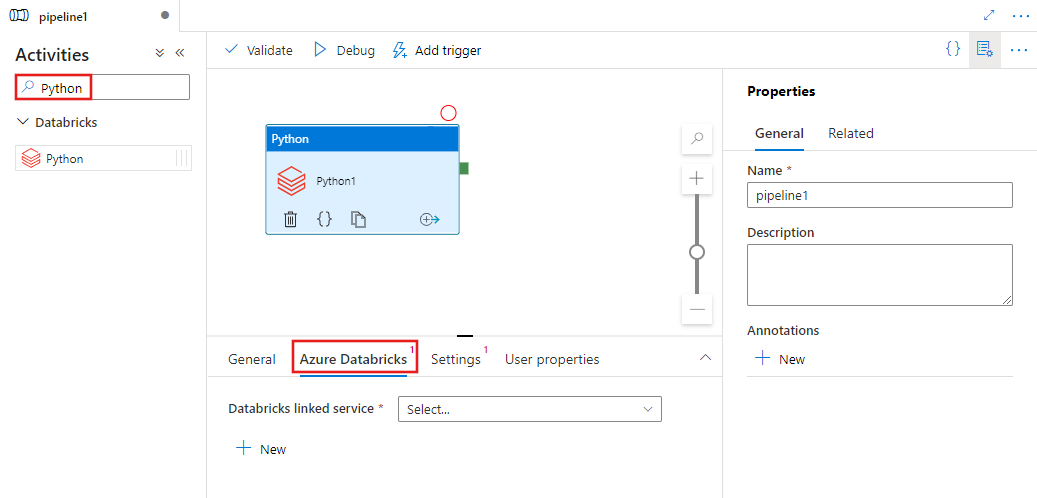 pipeline1
Activities
Python
Databricks
Python
Validate
Debug
Add trigger
Python
Python1
General
Azure Databricks 1
Settings 1
User properties
Databricks linked service *
Select...
New
Properties
General
Related
Name *
pipeline1
Description
Annotations
New